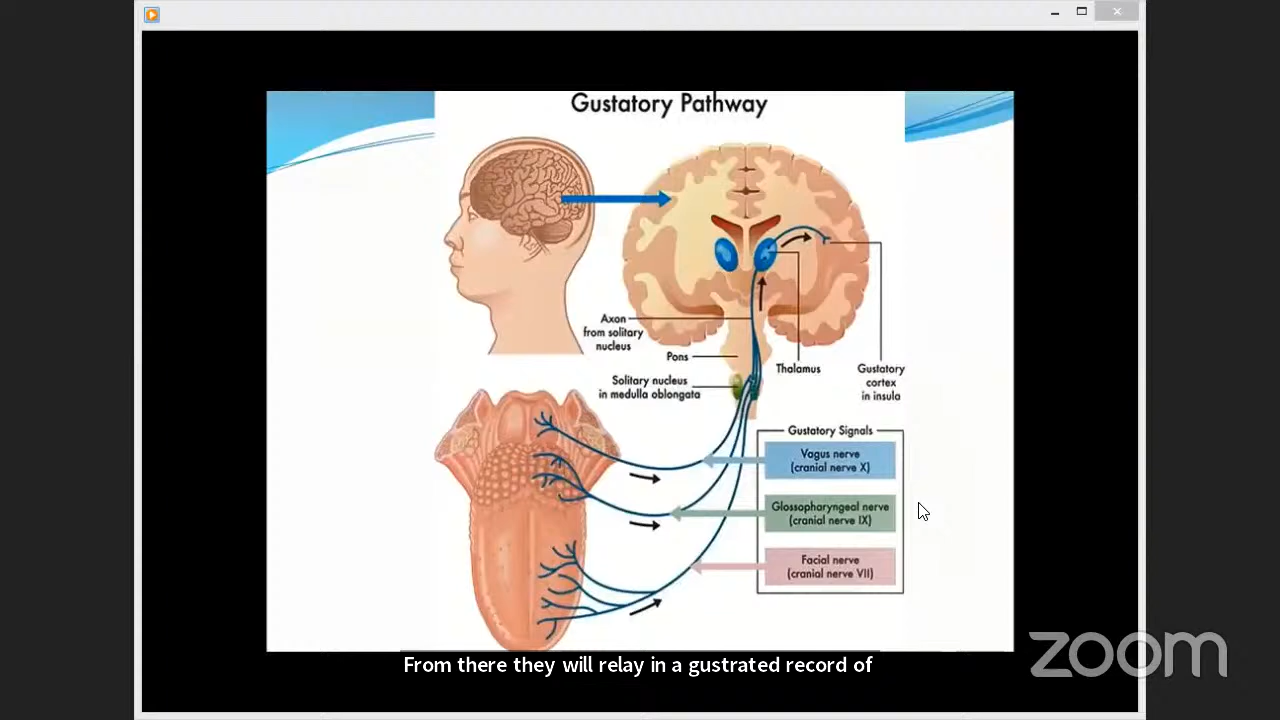 Gustatory Pathway
Axon
from solitary
nucleus
Pons
Thalamus
Gustatory
cortex
in insula
Solitary nucleus
in medulla oblongata
Gustatory Signals
Vagus nerve
(cranial nerve X)
Glossopharyngeal nerve
(cranial nerve IX)
Facial nerve
(cranial nerve VII)
From there they will relay in a gustrated record of
zoom